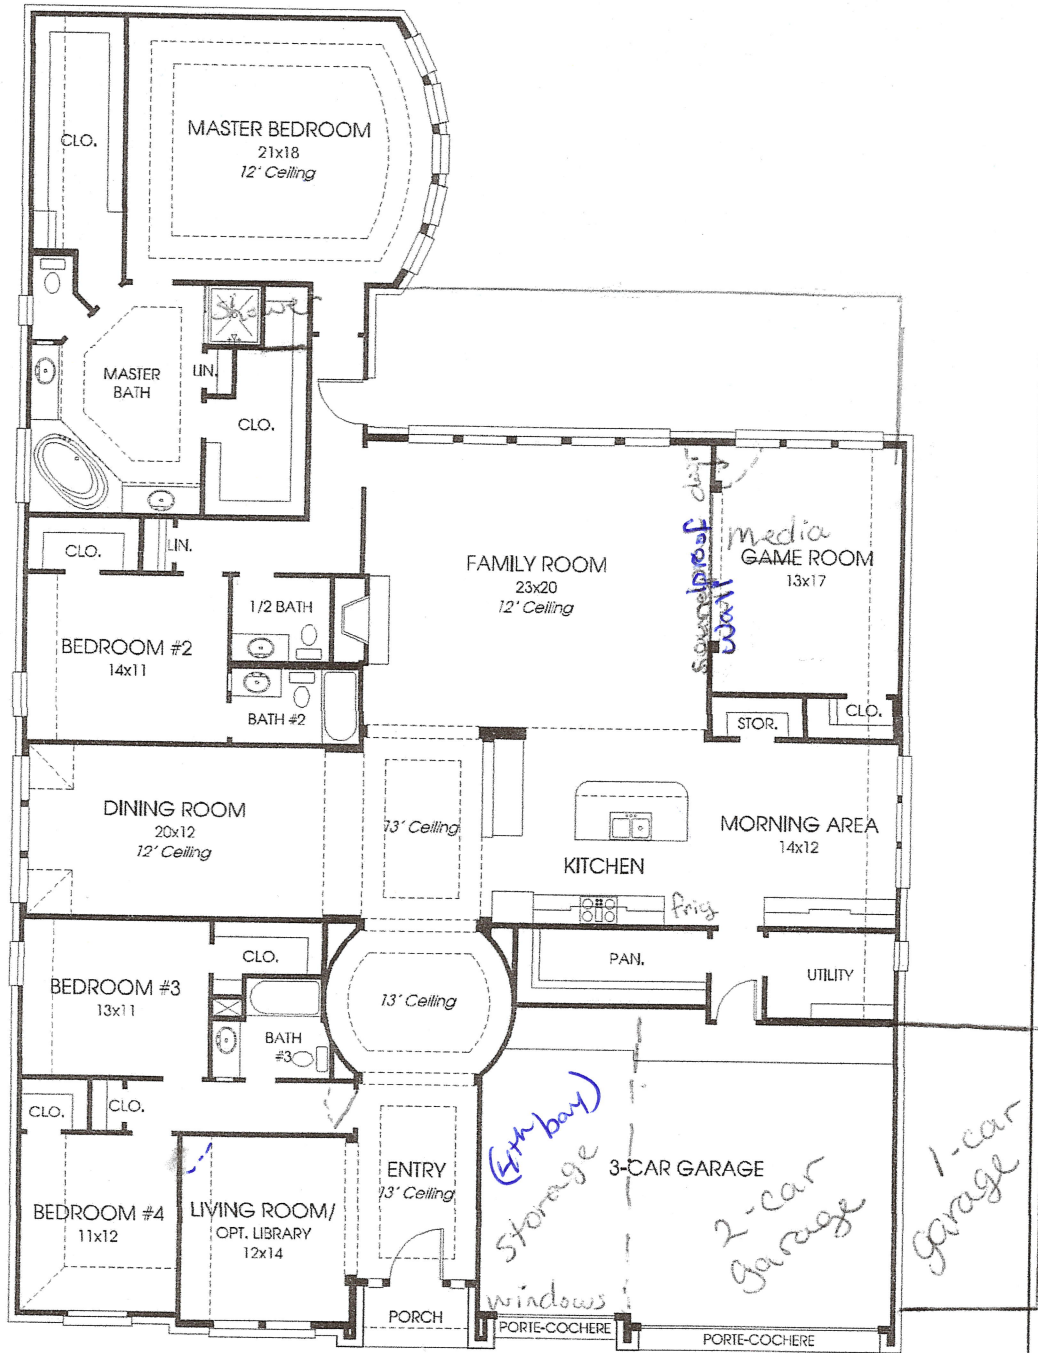 CLO.
MASTER BEDROOM
21x18
12' Ceiling
Shower
MASTER
BATH
LIN.
CLO.
CLO.
LIN.
1/2 BATH
BEDROOM #2
14x11
BATH #2
FAMILY ROOM
23x20
12' Ceiling
soundproof
wall
media
GAME ROOM
13x17
STOR.
CLO.
DINING ROOM
20x12
12' Ceiling
13' Ceiling
KITCHEN
MORNING AREA
14x12
frig
BEDROOM #3
13x11
CLO.
BATH
#3
13' Ceiling
PAN.
UTILITY
CLO.
CLO.
BEDROOM #4
11x12
LIVING ROOM/
OPT. LIBRARY
12x14
ENTRY
13' Ceiling
PORCH
(4th bay)
Storage
windows
3-CAR GARAGE
2-car
garage
1-car
garage
PORTE-COCHERE
PORTE-COCHERE